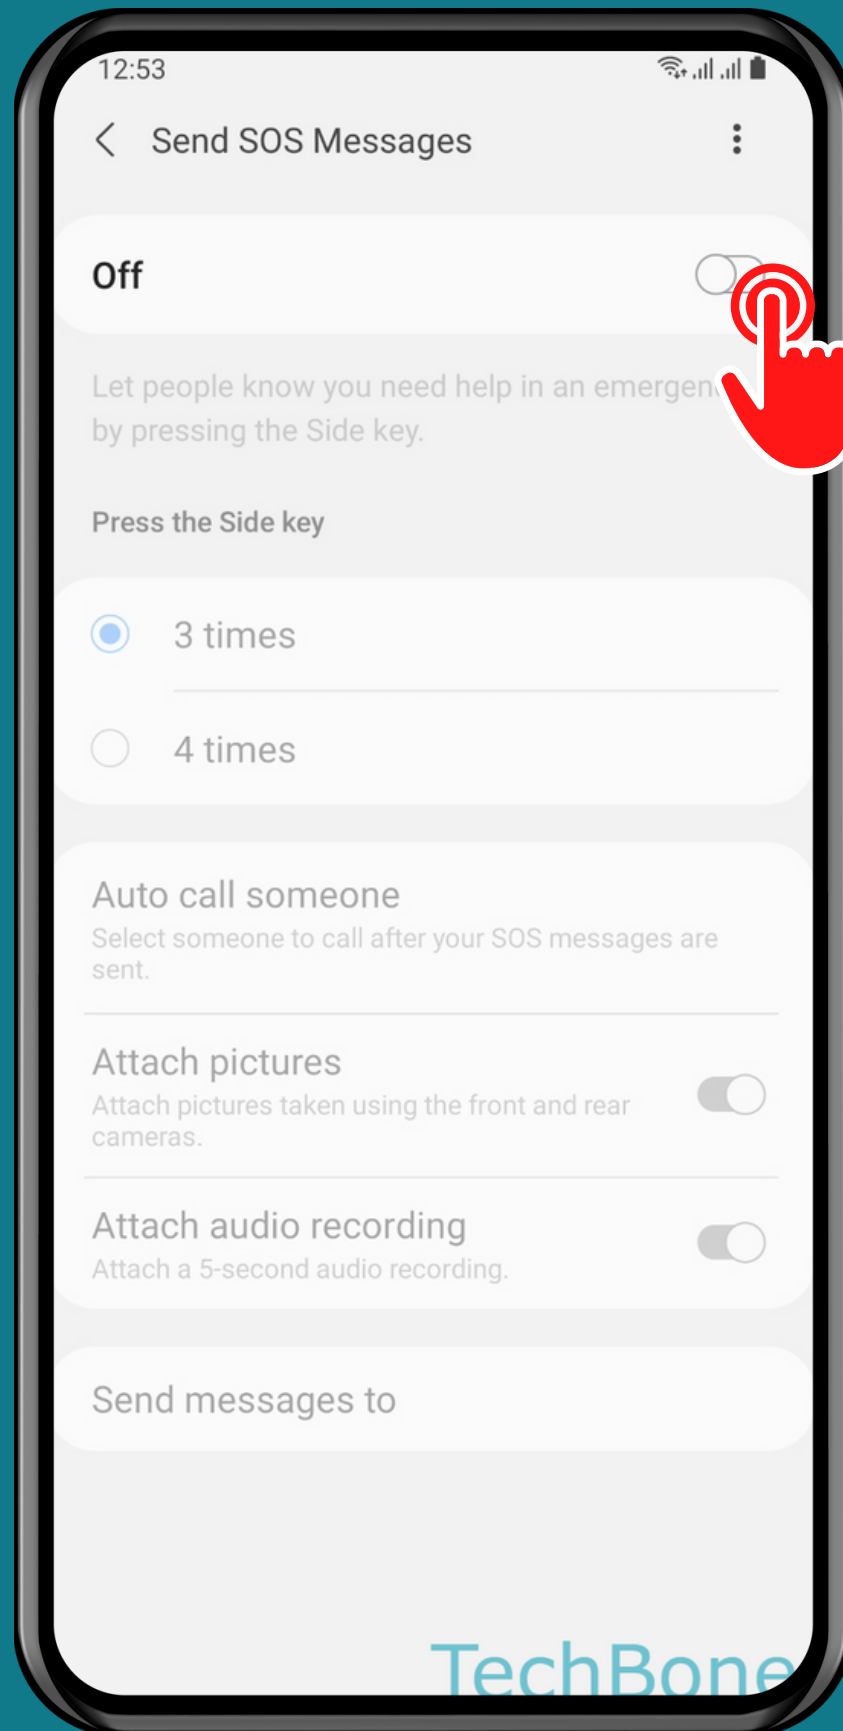 12:53
Send SOS Messages
Off
Let people know you need help in an emergen
by pressing the Side key.
Press the Side key
3 times
4 times
Auto call someone
Select someone to call after your SOS messages are
sent.
Attach pictures
Attach pictures taken using the front and rear
cameras.
Attach audio recording
Attach a 5-second audio recording.
Send messages to
TechBone